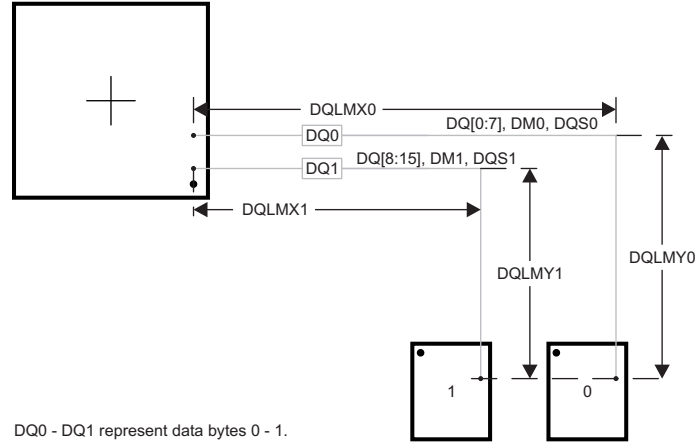 DQLMX0
DQ[0:7], DM0, DQS0
DQ0
DQ[8:15], DM1, DQS1
DQ1
DQLMX1
DQLMY0
DQLMY1
1
0
DQ0 - DQ1 represent data bytes 0 - 1.